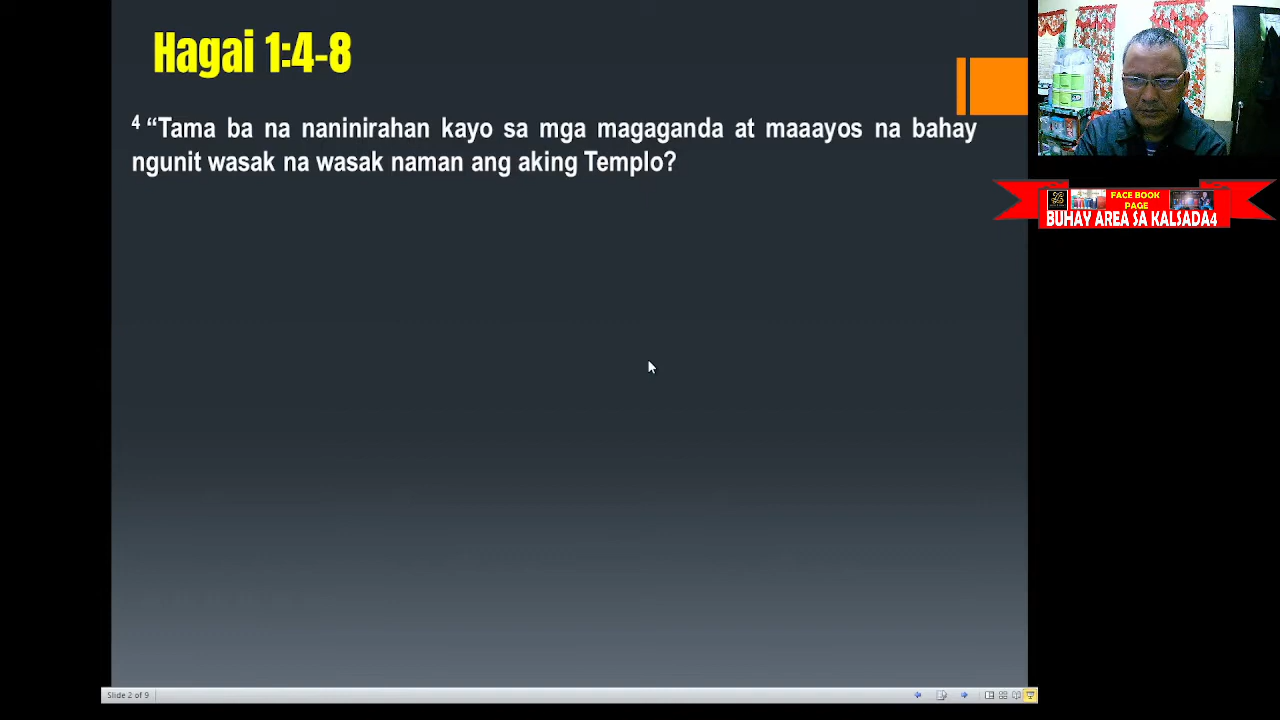 Hagai 1:4-8
4 “Tama ba na naninirahan kayo sa mga magaganda at maaayos na bahay
ngunit wasak na wasak naman ang aking Templo?
FACE BOOK
PAGE
BUHAY AREA SA KALSADA4
Slide 2 of 9